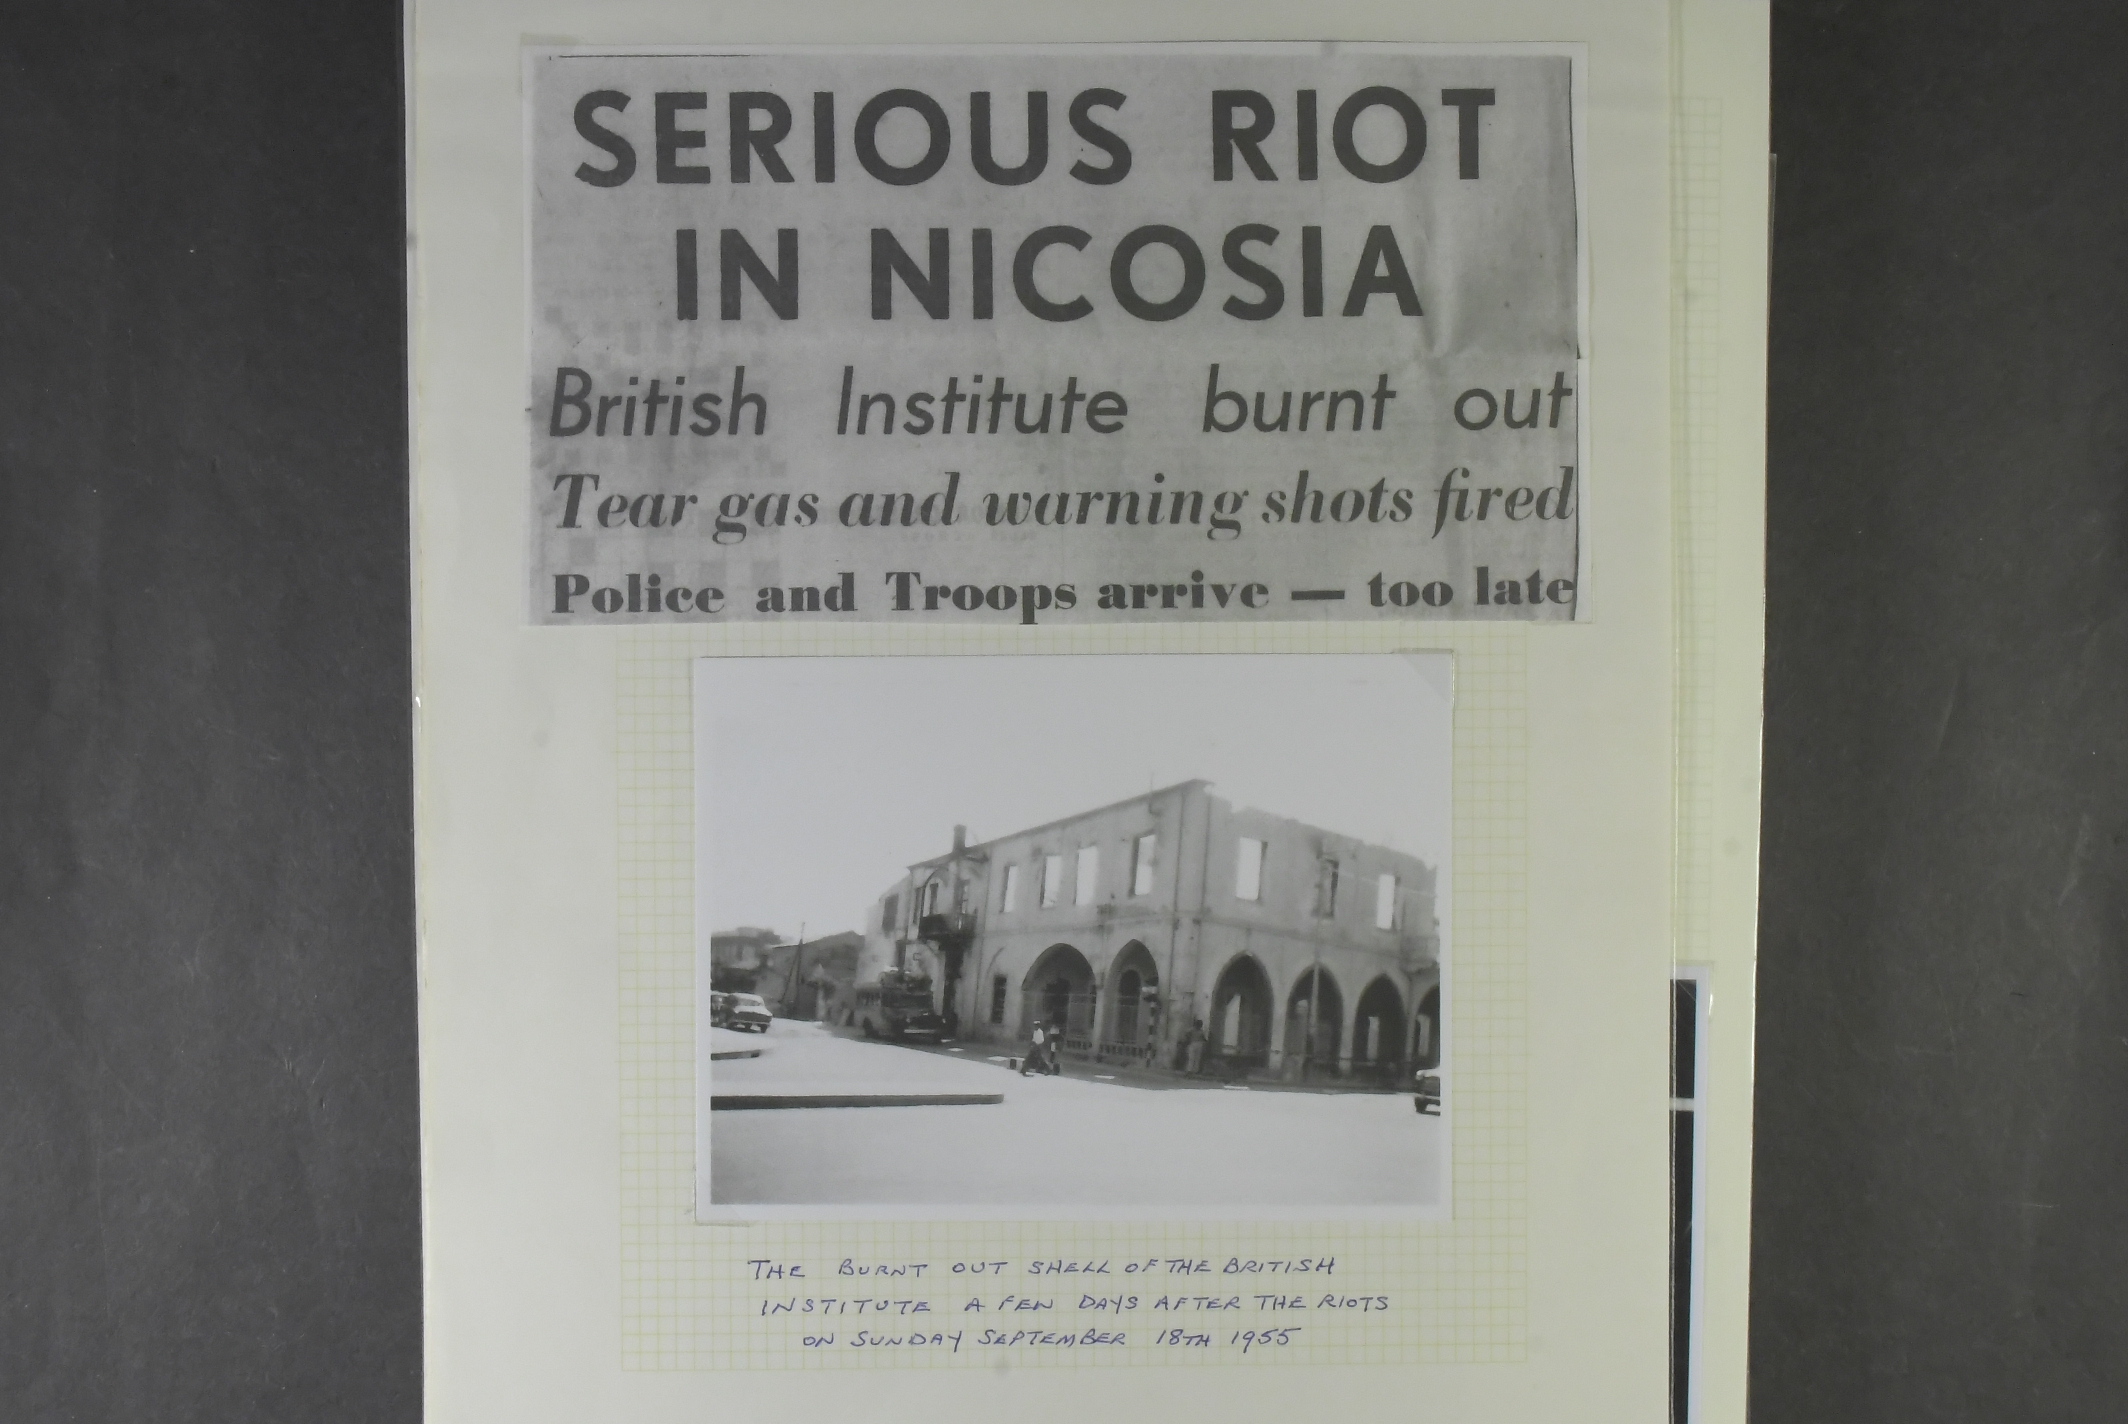 SERIOUS RIOT
IN NICOSIA
British Institute burnt out
Tear gas and warning shots fired
Police and Troops arrive — too late
THE BURNT OUT SHELL OF THE BRITISH
INSTITUTE A FEW DAYS AFTER THE RIOTS
ON SUNDAY SEPTEMBER 18TH 1955